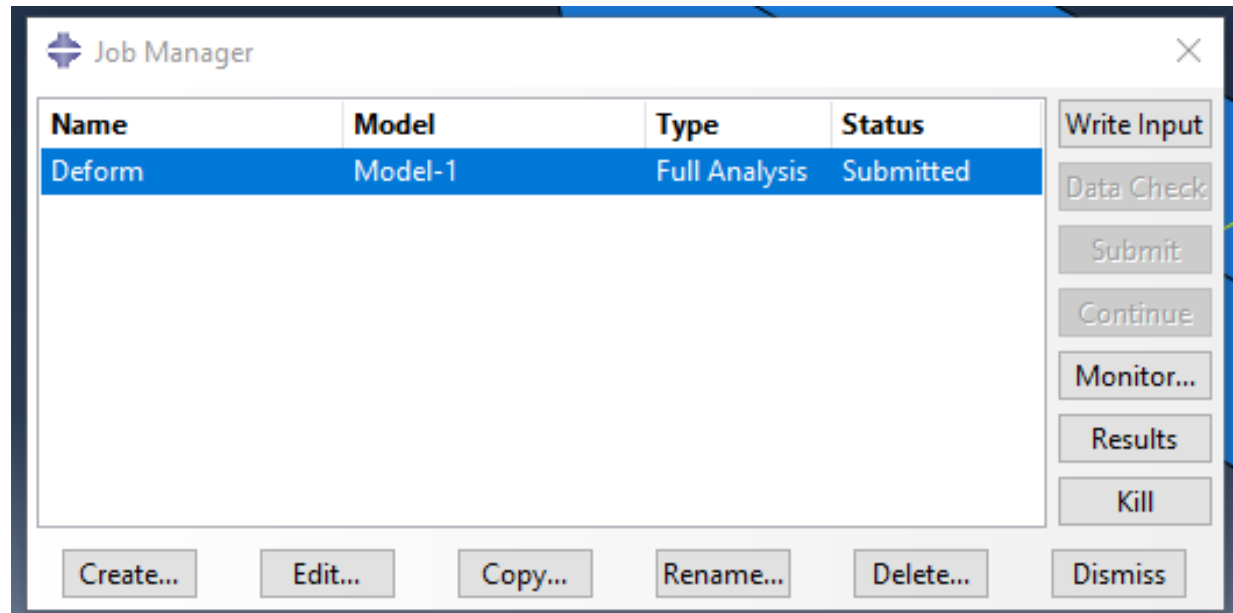 Job Manager
Name Model Type Status
Deform Model-1 Full Analysis Submitted
Write Input
Data Check
Submit
Continue
Monitor...
Results
Kill
Create... Edit... Copy... Rename... Delete... Dismiss